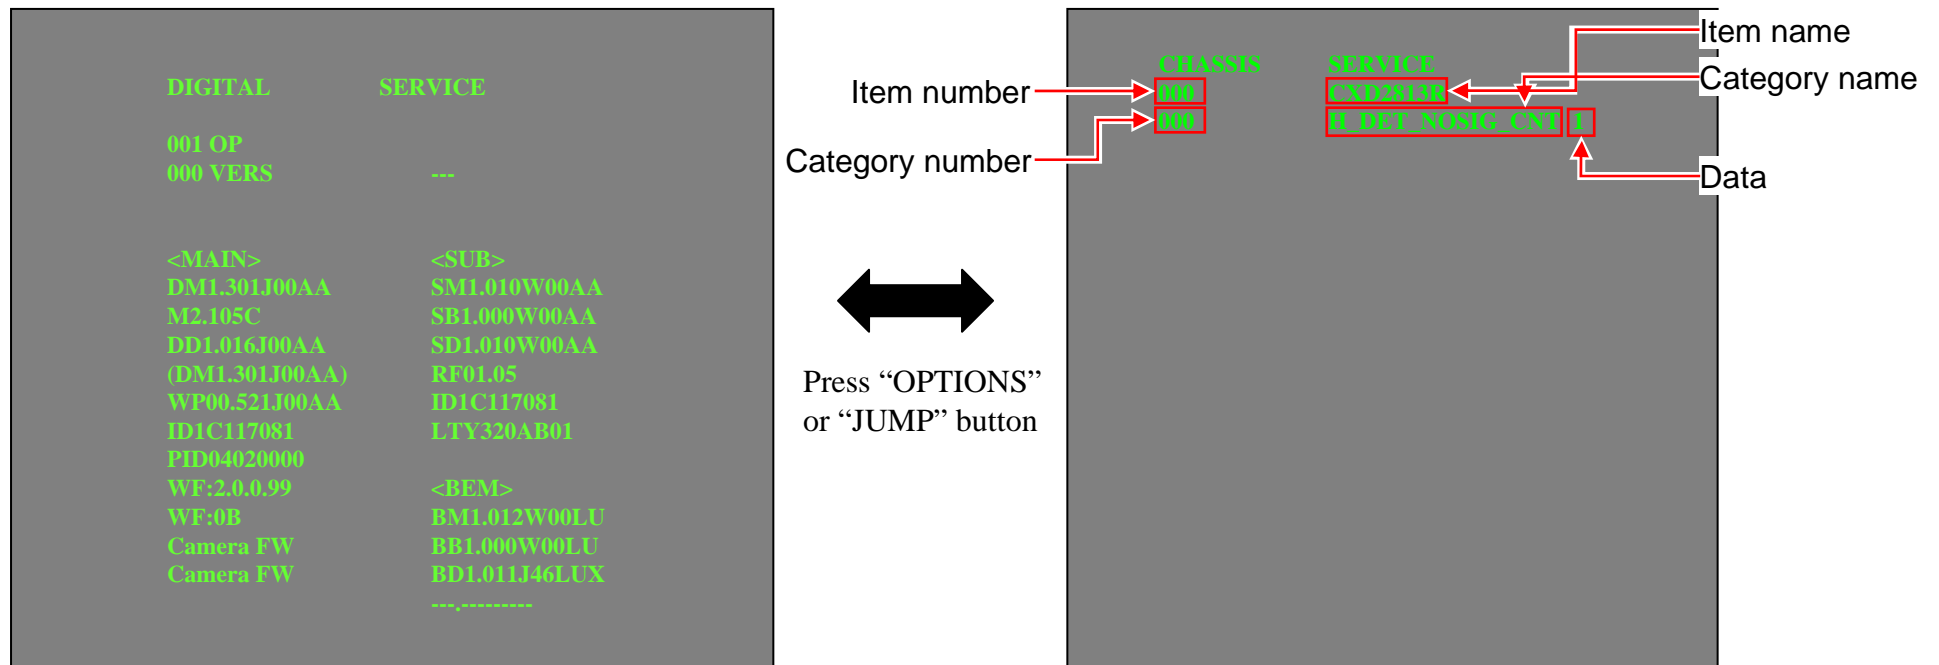 DIGITAL SERVICE
001 OP
000 VERS ---
<MAIN> <SUB>
DM1.301J00AA SM1.010W00AA
M2.105C SB1.000W00AA
DD1.016J00AA SD1.010W00AA
(DM1.301J00AA) RF01.05
WP00.521J00AA ID1C117081
ID1C117081 LTY320AB01
PID04020000
WF:2.0.0.99 <BEM>
WF:0B BM1.012W00LU
Camera FW BB1.000W00LU
Camera FW BD1.011J46LUX
---.---------
Press “OPTIONS”
or “JUMP” button
Item number
Category number
CHASSIS SERVICE
000 CXD2813R
000 H_DET_NOSIG_CNT 1
Item name
Category name
Data